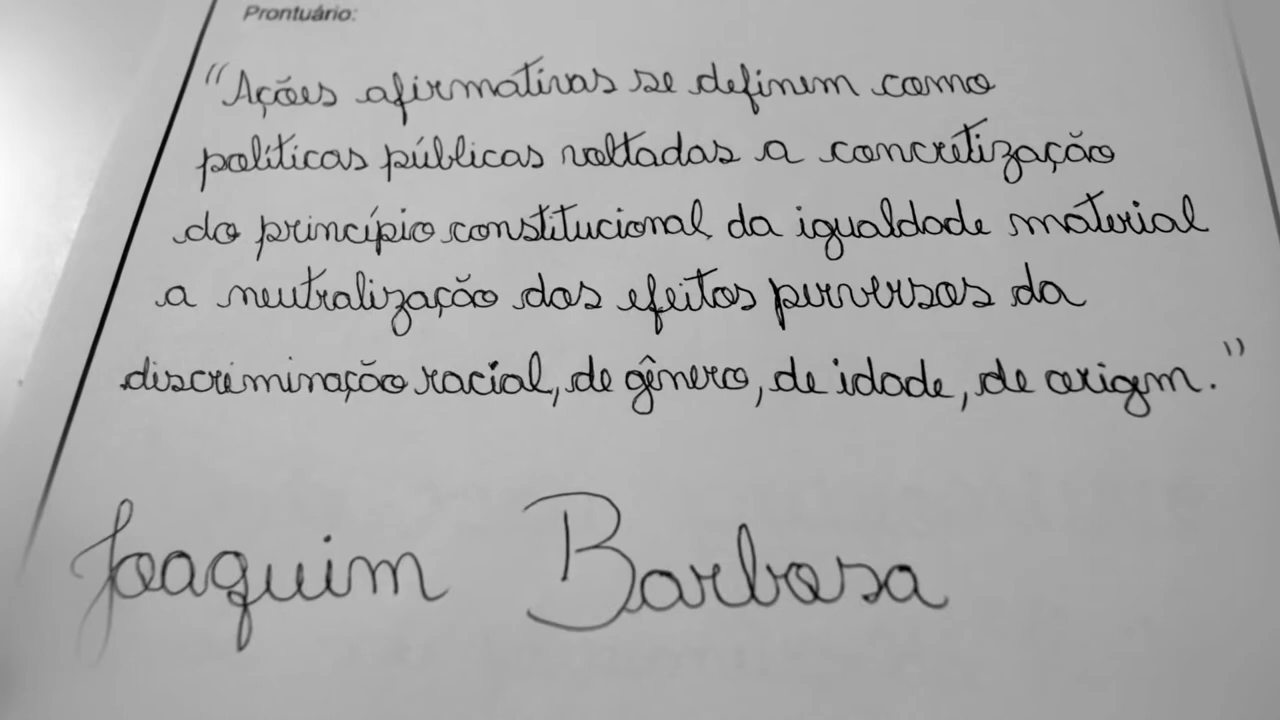 Prontuário:
"Ações afirmativas se definem como
políticas públicas voltadas a concretização
do princípio constitucional da igualdade material
a neutralização dos efeitos perversos da
discriminação racial, de gênero, de idade, de origem."
Joaquim Barbosa